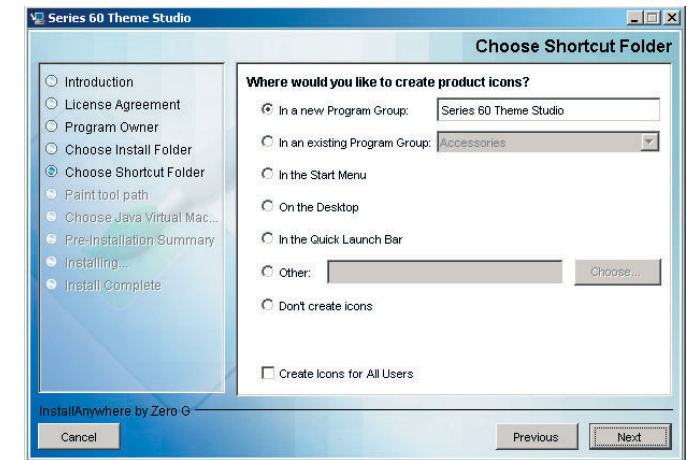 Series 60 Theme Studio
Choose Shortcut Folder
Introduction
License Agreement
Program Owner
Choose Install Folder
Choose Shortcut Folder
Paint tool path
Choose Java Virtual Mac...
Pre-Installation Summary
Installing...
Install Complete
Where would you like to create product icons?
In a new Program Group: Series 60 Theme Studio
In an existing Program Group: Accessories
In the Start Menu
On the Desktop
In the Quick Launch Bar
Other: Choose...
Don't create icons
Create Icons for All Users
InstallAnywhere by Zero G
Cancel Previous Next